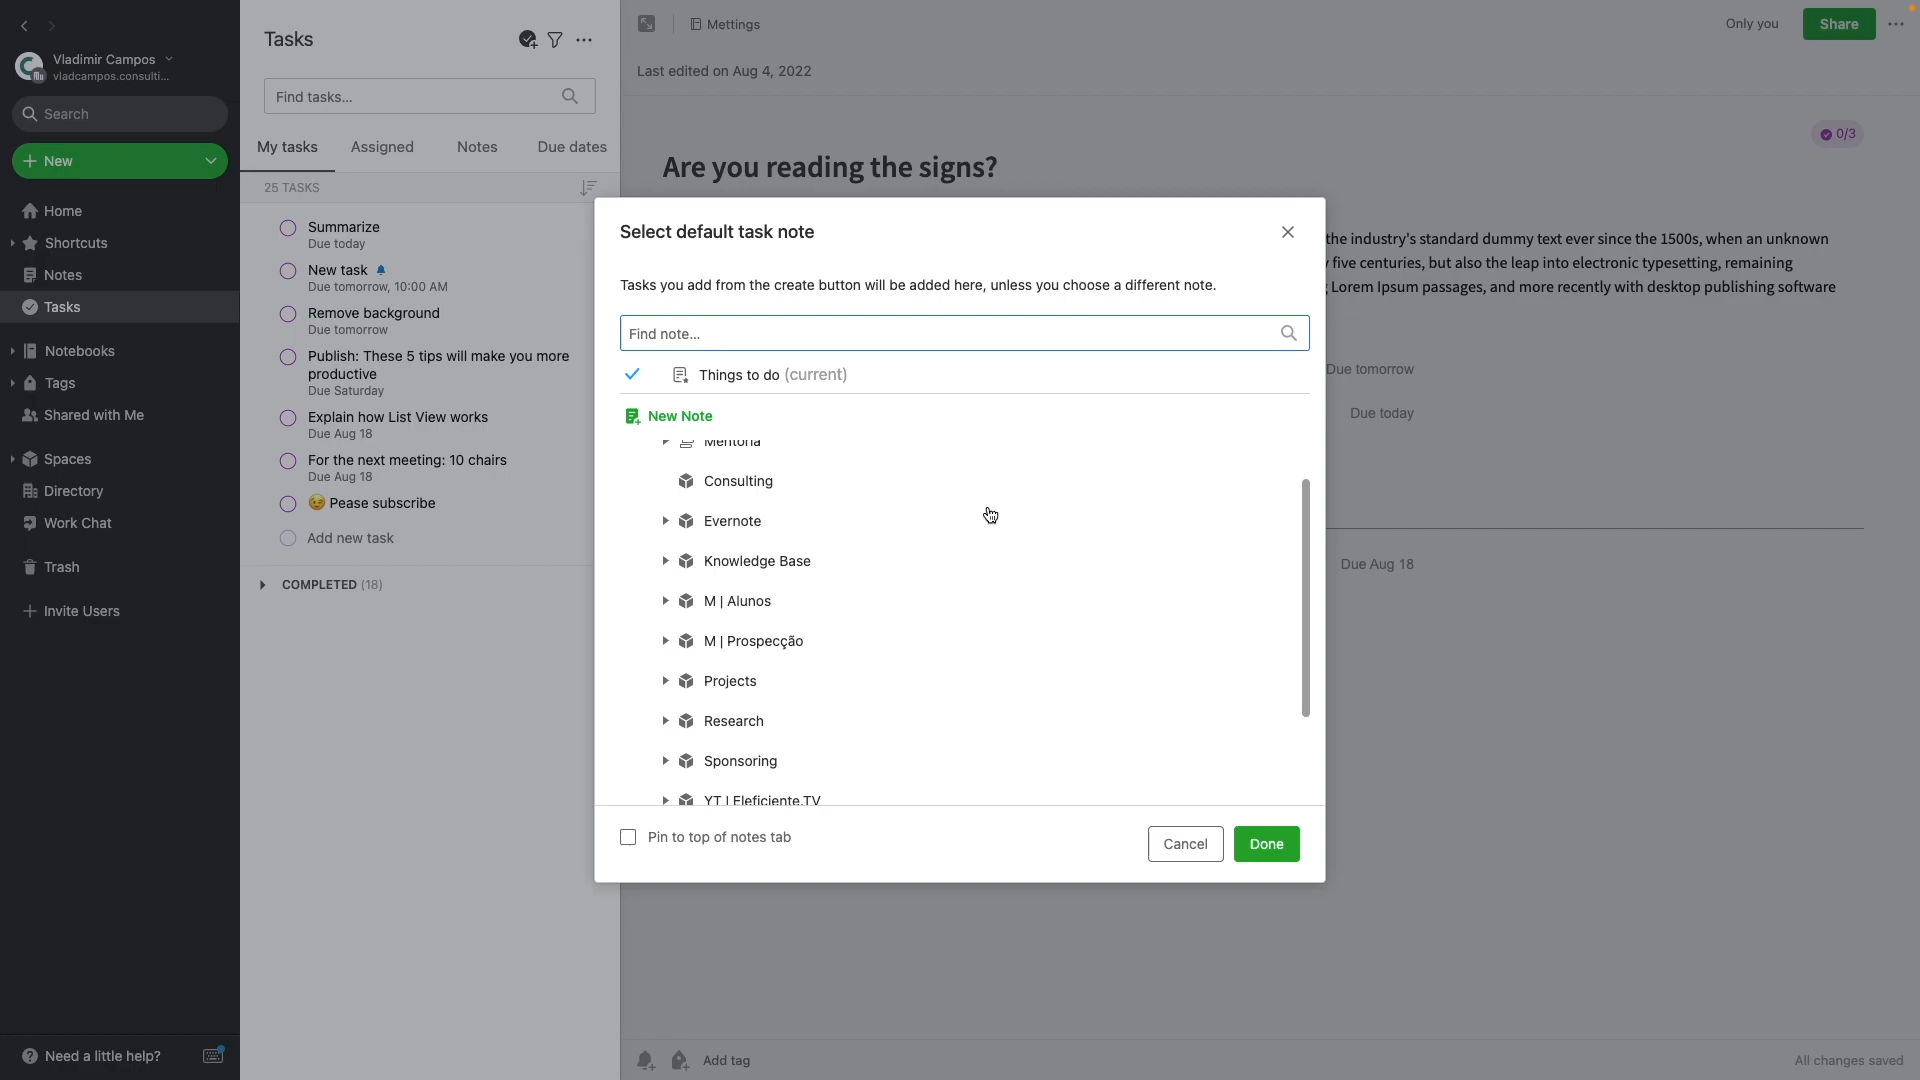 Vladimir Campos
vladcampos.consulti...
Search
New
Home
Shortcuts
Notes
Tasks
Notebooks
Tags
Shared with Me
Spaces
Directory
Work Chat
Trash
Invite Users
Need a little help?
Tasks
Find tasks...
My tasks
Assigned
Notes
Due dates
25 TASKS
Summarize
Due today
New task
Due tomorrow, 10:00 AM
Remove background
Due tomorrow
Publish: These 5 tips will make you more
productive
Due Saturday
Explain how List View works
Due Aug 18
For the next meeting: 10 chairs
Due Aug 18
😉 Pease subscribe
Add new task
COMPLETED (18)
Mettings
Only you
Share
Last edited on Aug 4, 2022
0/3
Are you reading the signs?
the industry's standard dummy text ever since the 1500s, when an unknown
five centuries, but also the leap into electronic typesetting, remaining
Lorem Ipsum passages, and more recently with desktop publishing software
Due tomorrow
Due today
Due Aug 18
Select default task note
Tasks you add from the create button will be added here, unless you choose a different note.
Find note...
Things to do (current)
New Note
Mentoria
Consulting
Evernote
Knowledge Base
M | Alunos
M | Prospecção
Projects
Research
Sponsoring
YT | Eleficiente.TV
Pin to top of notes tab
Cancel
Done
Add tag
All changes saved